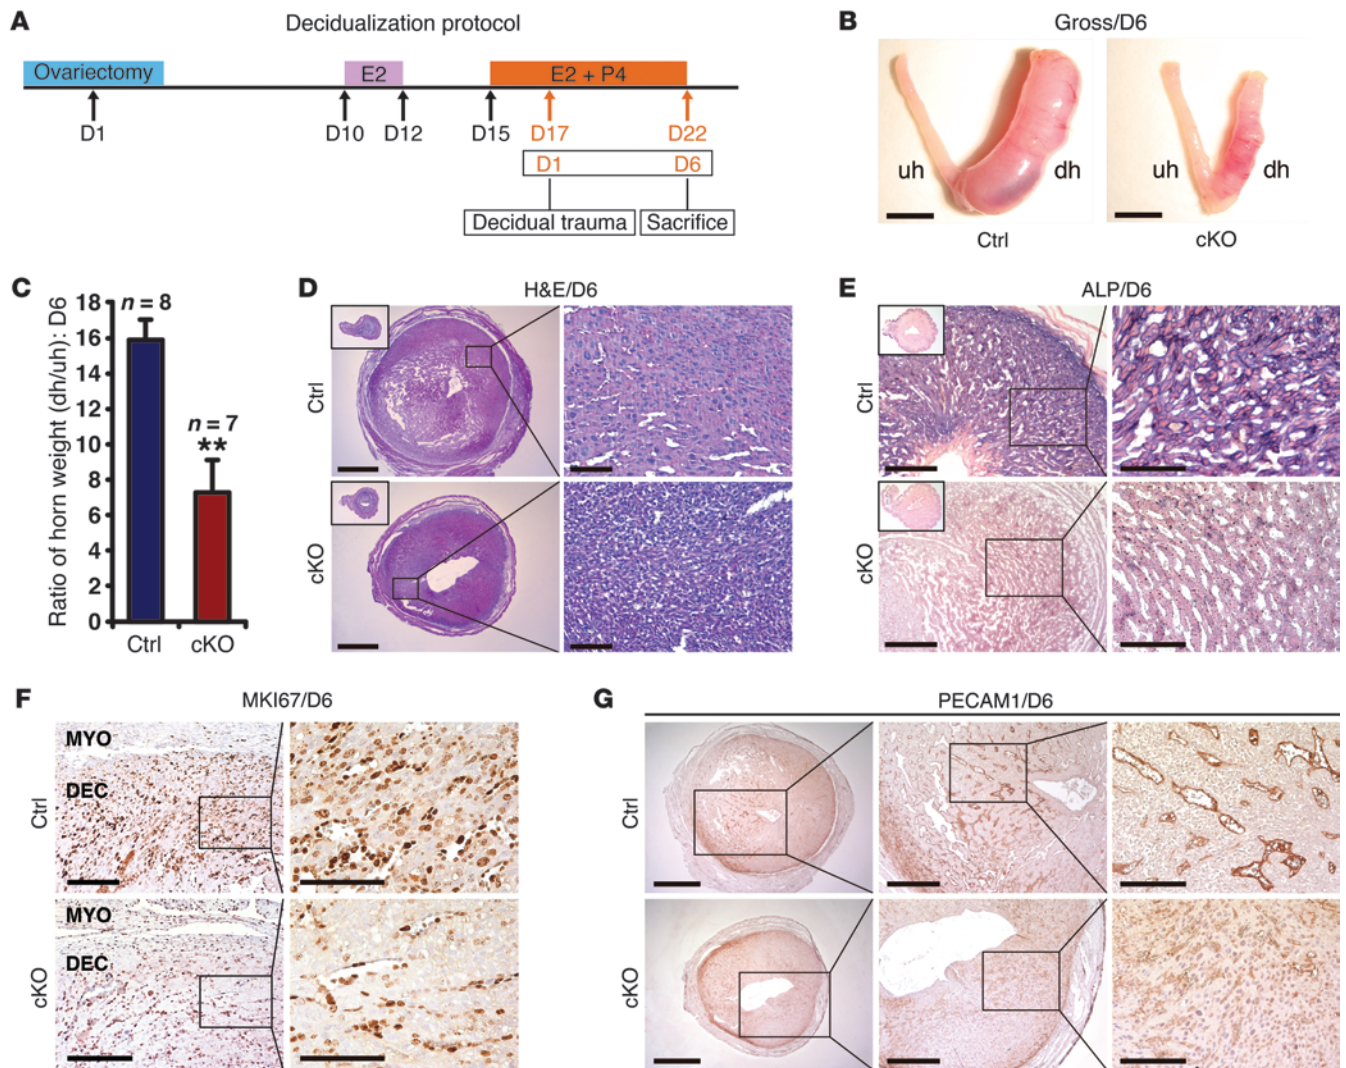 A
Decidualization protocol
Ovariectomy
E2
E2 + P4
D1
D10
D12
D15
D17
D22
D1
D6
Decidual trauma
Sacrifice
B
Gross/D6
uh
dh
uh
dh
Ctrl
cKO
C
Ratio of horn weight (dh/uh): D6
18
16
14
12
10
8
6
4
2
0
n = 8
n = 7
**
Ctrl
cKO
D
H&E/D6
Ctrl
cKO
E
ALP/D6
Ctrl
cKO
F
MKI67/D6
Ctrl
MYO
DEC
cKO
MYO
DEC
G
PECAM1/D6
Ctrl
cKO